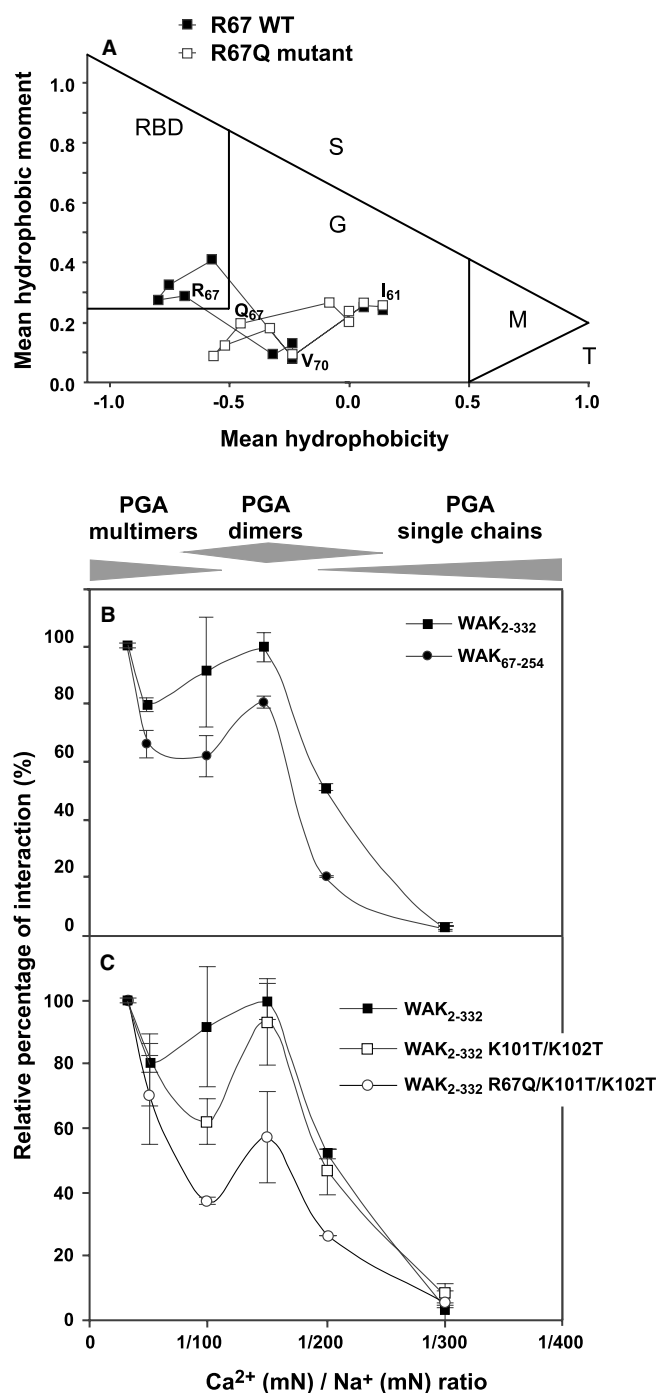 A
R67 WT
R67Q mutant
Mean hydrophobic moment
1.0
0.8
0.6
0.4
0.2
0.0
RBD
S
G
M
T
R67
Q67
V70
I61
-1.0
-0.5
0.0
0.5
1.0
Mean hydrophobicity
PGA
multimers
PGA
dimers
PGA
single chains
B
WAK2-332
WAK67-254
100
80
60
40
20
0
Relative percentage of interaction (%)
C
WAK2-332
WAK2-332 K101T/K102T
WAK2-332 R67Q/K101T/K102T
100
80
60
40
20
0
0
1/100
1/200
1/300
1/400
Ca2+ (mN) / Na+ (mN) ratio